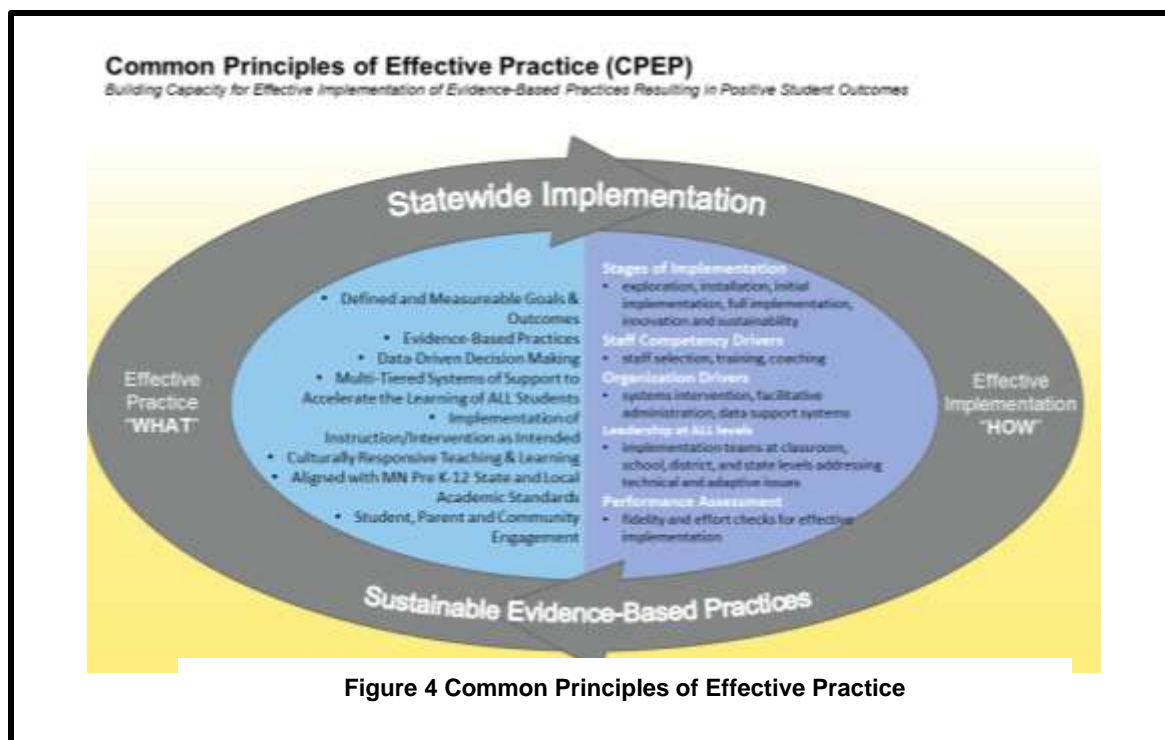 Common Principles of Effective Practice (CPEP)
Building Capacity for Effective Implementation of Evidence-Based Practices Resulting in Positive Student Outcomes
Statewide Implementation
Effective
Practice
"WHAT"
• Defined and Measureable Goals &
Outcomes
• Evidence-Based Practices
• Data-Driven Decision Making
• Multi-Tiered Systems of Support to
Accelerate the Learning of ALL Students
• Implementation of
Instruction/Intervention as Intended
• Culturally Responsive Teaching & Learning
• Aligned with MN Pre K-12 State and Local
Academic Standards
• Student, Parent and Community
Engagement
Stages of Implementation
• exploration, installation, initial
implementation, full implementation,
innovation and sustainability
Staff Competency Drivers
• staff selection, training, coaching
Organization Drivers
• systems intervention, facilitative
administration, data support systems
Leadership at ALL levels
• implementation teams at classroom,
school, district, and state levels addressing
technical and adaptive issues
Performance Assessment
• fidelity and effort checks for effective
implementation
Effective
Implementation
"HOW"
Sustainable Evidence-Based Practices
Figure 4 Common Principles of Effective Practice